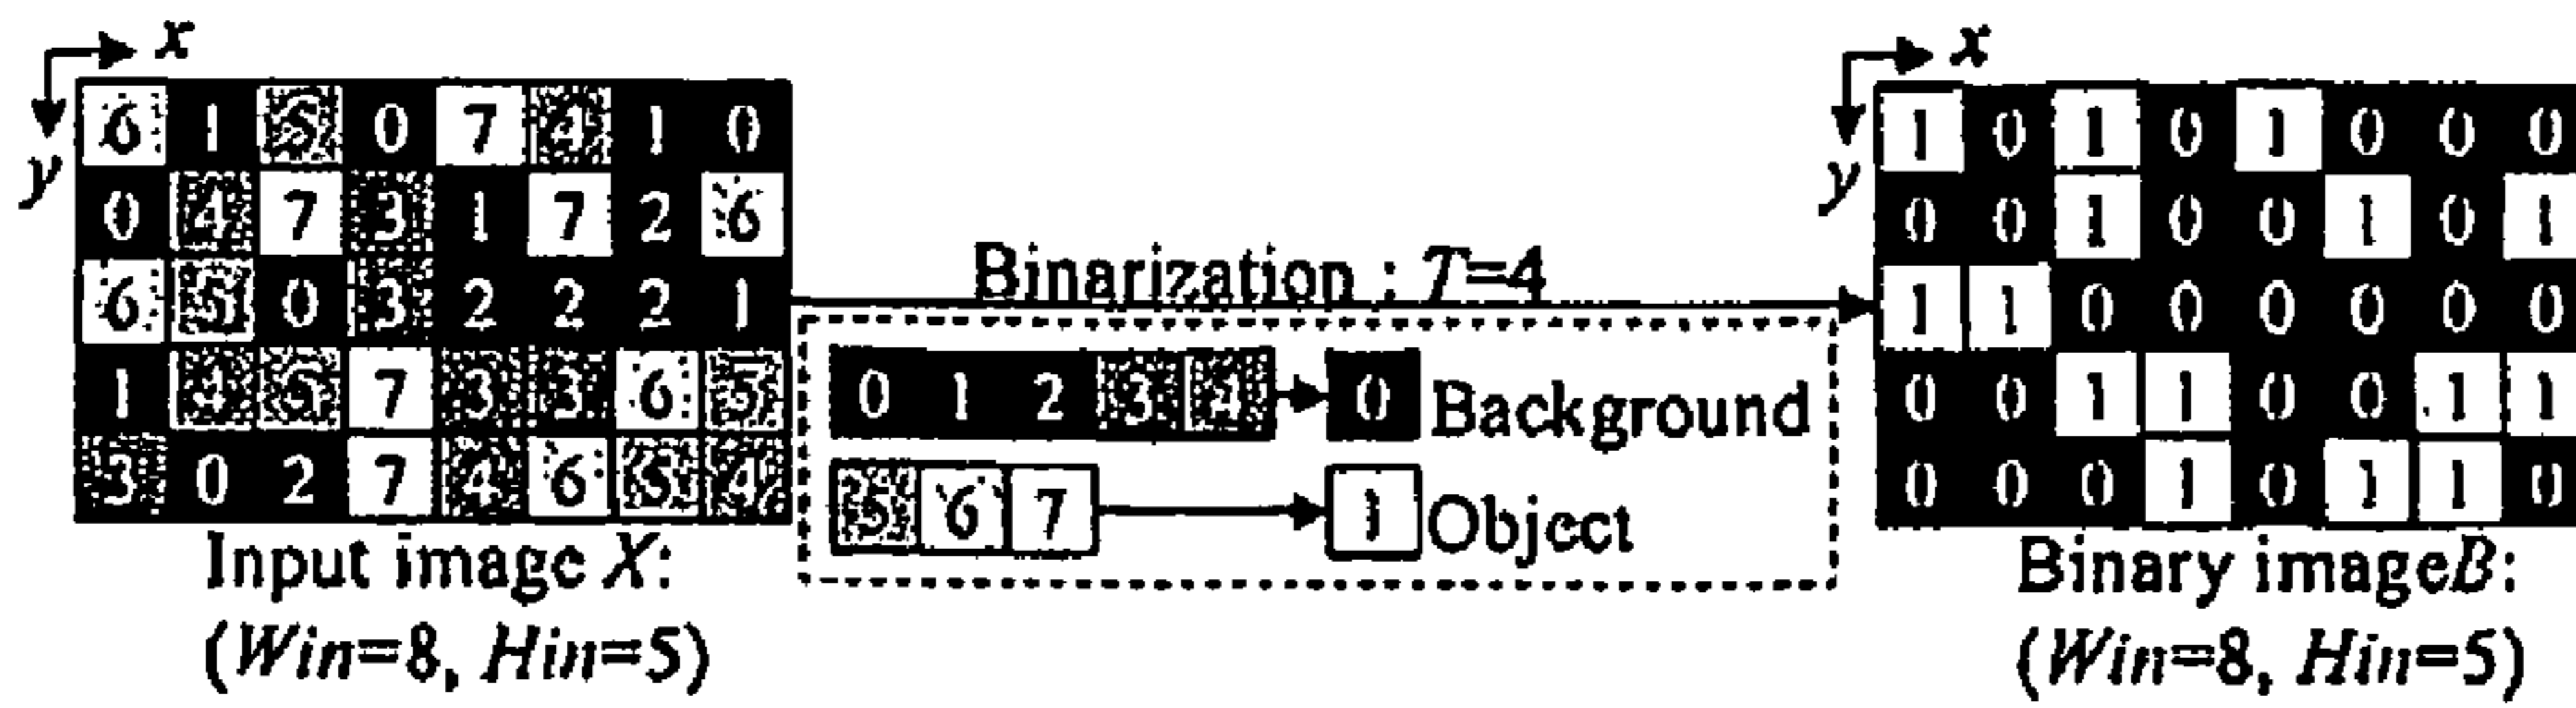 x
y
6 1 5 0 7 4 1 0
0 4 7 3 1 7 2 6
6 5 0 3 2 2 2 1
1 4 5 7 3 3 6 5
3 0 2 7 4 6 5 4
Input image X:
(Win=8, Hin=5)
Binarization : T=4
0 1 2 3 4 0 Background
5 6 7 1 Object
x
y
1 0 1 0 1 0 0 0
0 0 1 0 0 1 0 1
1 1 0 0 0 0 0 0
0 0 1 1 0 0 1 1
0 0 0 1 0 1 1 0
Binary imageB:
(Win=8, Hin=5)